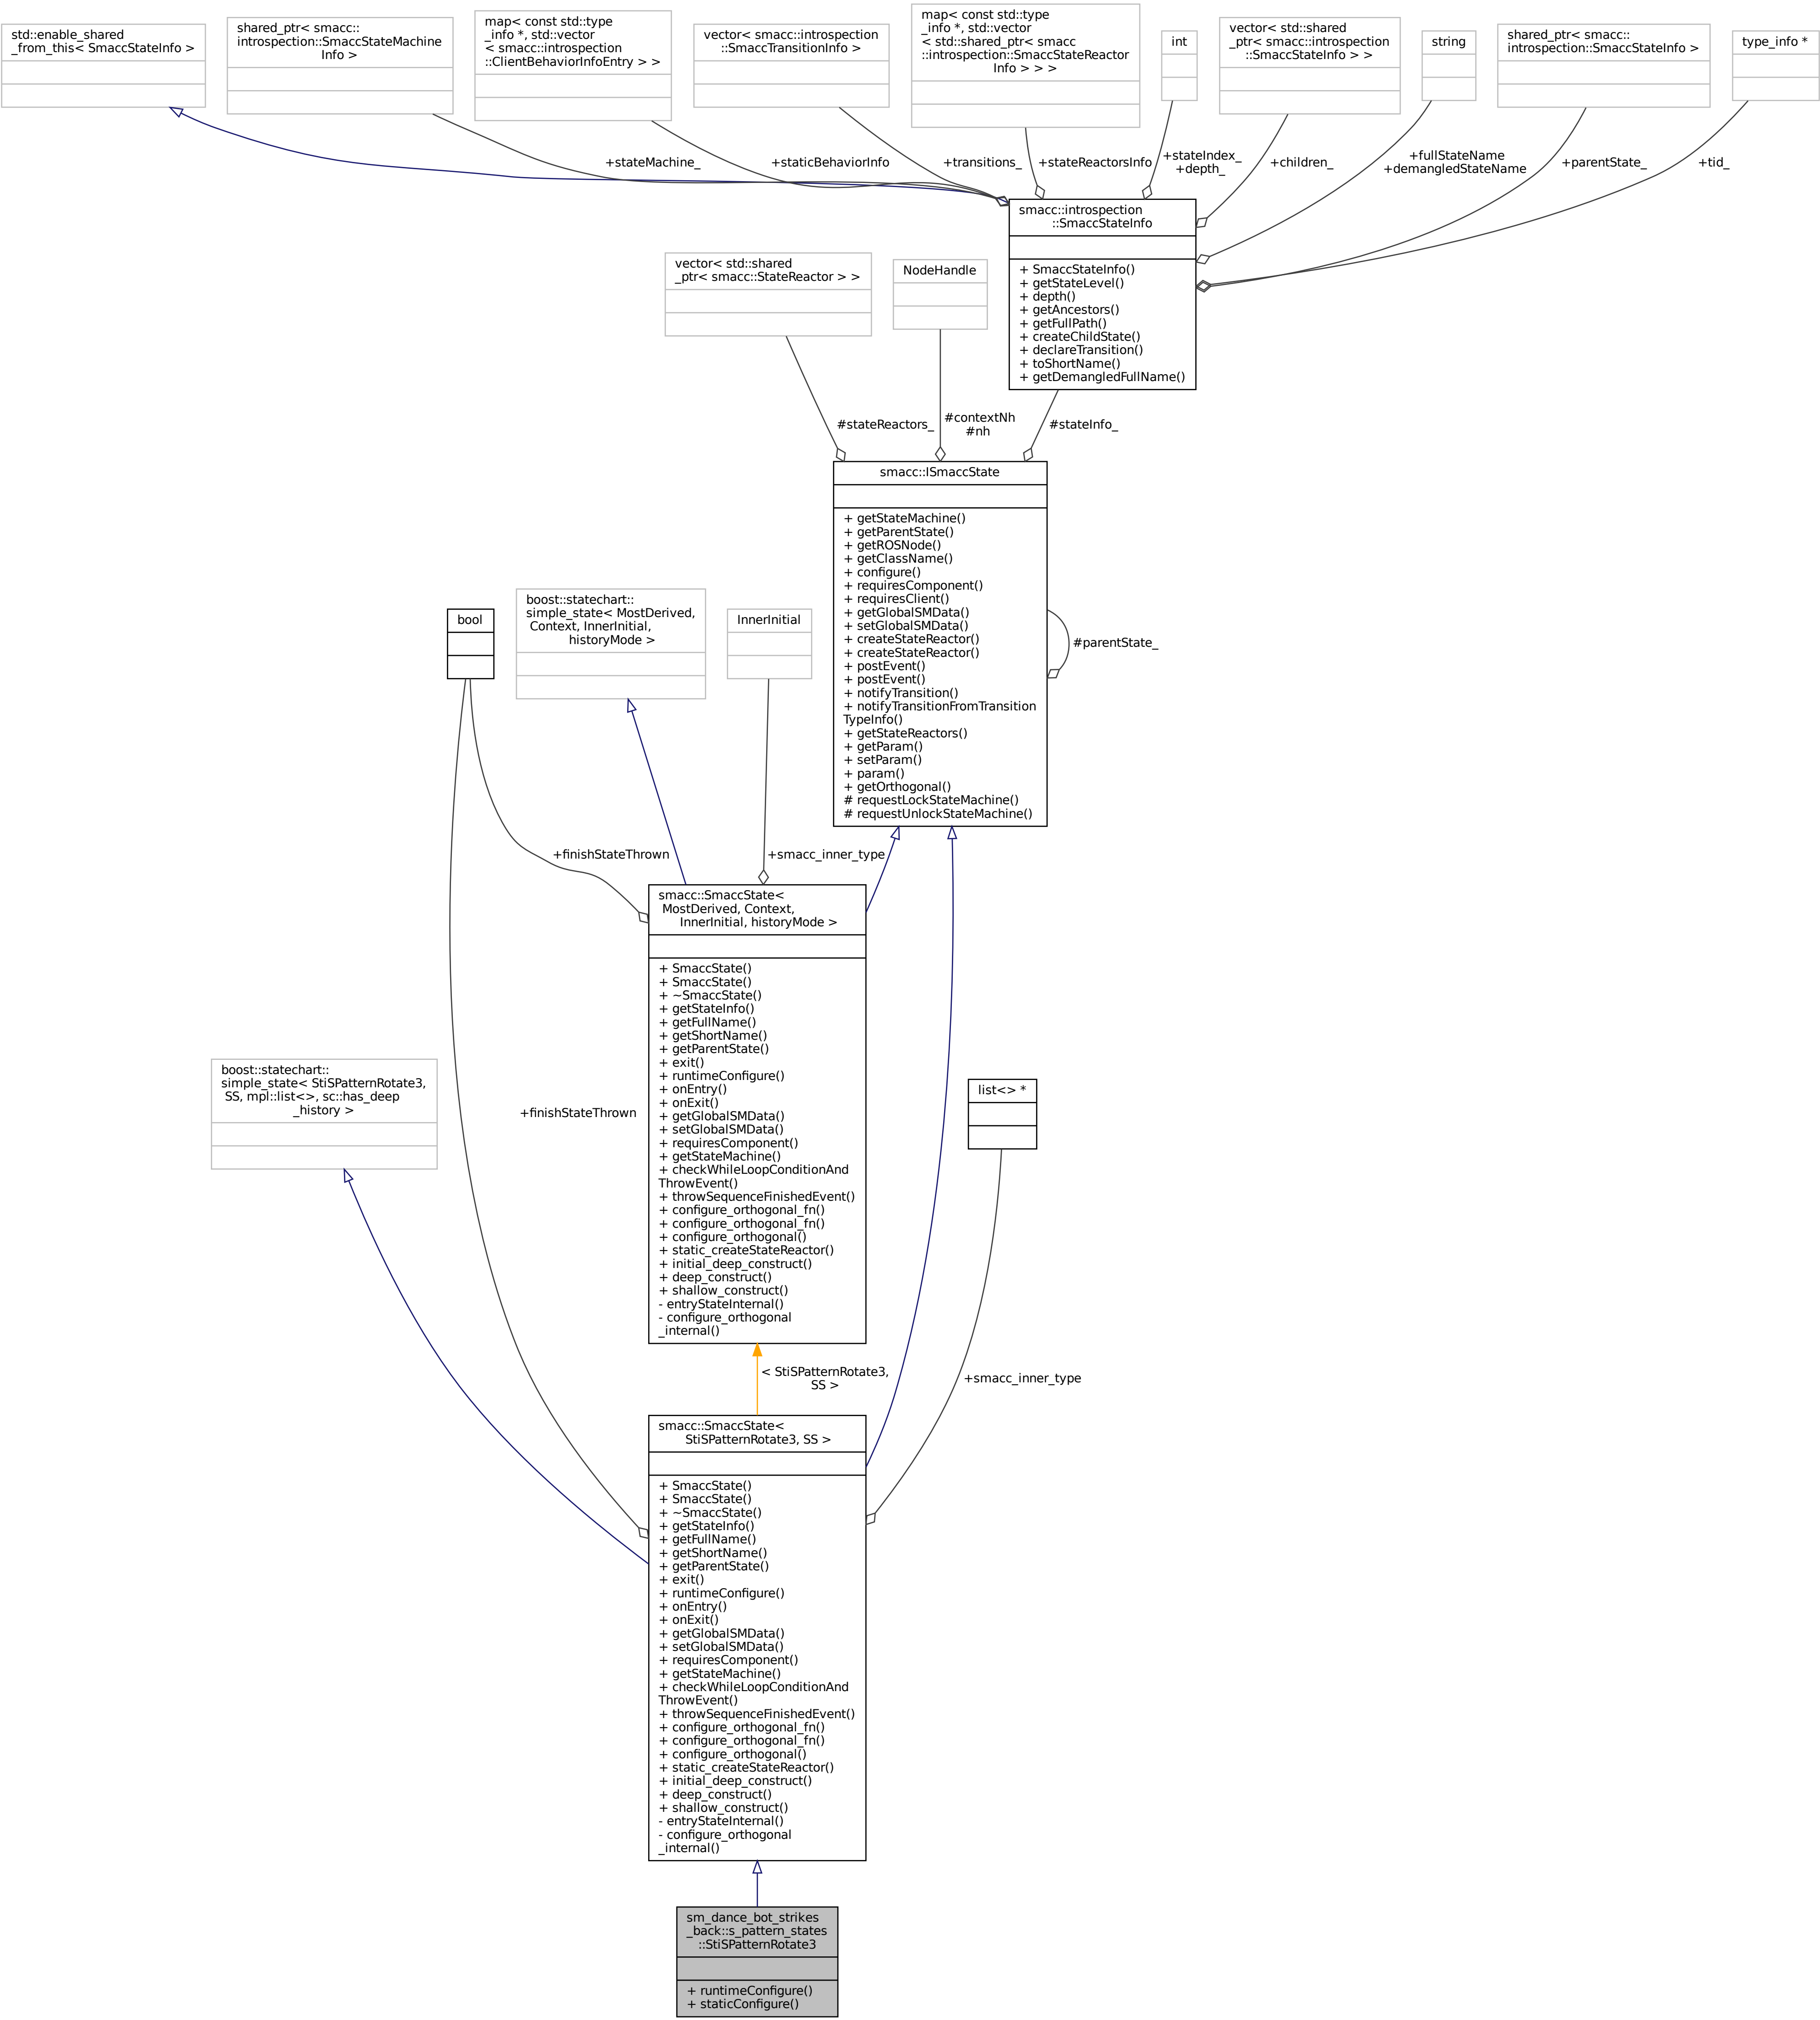 std::enable_shared
_from_this< SmaccStateInfo >
shared_ptr< smacc::
introspection::SmaccStateMachine
Info >
map< const std::type
_info *, std::vector
< smacc::introspection
::ClientBehaviorInfoEntry > >
vector< smacc::introspection
::SmaccTransitionInfo >
map< const std::type
_info *, std::vector
< std::shared_ptr< smacc
::introspection::SmaccStateReactor
Info > > >
int
vector< std::shared
_ptr< smacc::introspection
::SmaccStateInfo > >
string
shared_ptr< smacc::
introspection::SmaccStateInfo >
type_info *
+stateMachine_
+staticBehaviorInfo
+transitions_
+stateReactorsInfo
+stateIndex_
+depth_
+children_
+fullStateName
+demangledStateName
+parentState_
+tid_
smacc::introspection
::SmaccStateInfo
+ SmaccStateInfo()
+ getStateLevel()
+ depth()
+ getAncestors()
+ getFullPath()
+ createChildState()
+ declareTransition()
+ toShortName()
+ getDemangledFullName()
vector< std::shared
_ptr< smacc::StateReactor > >
NodeHandle
#stateReactors_
#contextNh
#nh
#stateInfo_
smacc::ISmaccState
+ getStateMachine()
+ getParentState()
+ getROSNode()
+ getClassName()
+ configure()
+ requiresComponent()
+ requiresClient()
+ getGlobalSMData()
+ setGlobalSMData()
+ createStateReactor()
+ createStateReactor()
+ postEvent()
+ postEvent()
+ notifyTransition()
+ notifyTransitionFromTransition
TypeInfo()
+ getStateReactors()
+ getParam()
+ setParam()
+ param()
+ getOrthogonal()
# requestLockStateMachine()
# requestUnlockStateMachine()
#parentState_
bool
boost::statechart::
simple_state< MostDerived,
Context, InnerInitial,
historyMode >
InnerInitial
+finishStateThrown
+smacc_inner_type
smacc::SmaccState<
MostDerived, Context,
InnerInitial, historyMode >
+ SmaccState()
+ SmaccState()
+ ~SmaccState()
+ getStateInfo()
+ getFullName()
+ getShortName()
+ getParentState()
+ exit()
+ runtimeConfigure()
+ onEntry()
+ onExit()
+ getGlobalSMData()
+ setGlobalSMData()
+ requiresComponent()
+ getStateMachine()
+ checkWhileLoopConditionAnd
ThrowEvent()
+ throwSequenceFinishedEvent()
+ configure_orthogonal_fn()
+ configure_orthogonal_fn()
+ configure_orthogonal()
+ static_createStateReactor()
+ initial_deep_construct()
+ deep_construct()
+ shallow_construct()
- entryStateInternal()
- configure_orthogonal
_internal()
boost::statechart::
simple_state< StiSPatternRotate3,
SS, mpl::list<>, sc::has_deep
_history >
+finishStateThrown
list<> *
< StiSPatternRotate3,
SS >
+smacc_inner_type
smacc::SmaccState<
StiSPatternRotate3, SS >
+ SmaccState()
+ SmaccState()
+ ~SmaccState()
+ getStateInfo()
+ getFullName()
+ getShortName()
+ getParentState()
+ exit()
+ runtimeConfigure()
+ onEntry()
+ onExit()
+ getGlobalSMData()
+ setGlobalSMData()
+ requiresComponent()
+ getStateMachine()
+ checkWhileLoopConditionAnd
ThrowEvent()
+ throwSequenceFinishedEvent()
+ configure_orthogonal_fn()
+ configure_orthogonal_fn()
+ configure_orthogonal()
+ static_createStateReactor()
+ initial_deep_construct()
+ deep_construct()
+ shallow_construct()
- entryStateInternal()
- configure_orthogonal
_internal()
sm_dance_bot_strikes
_back::s_pattern_states
::StiSPatternRotate3
+ runtimeConfigure()
+ staticConfigure()